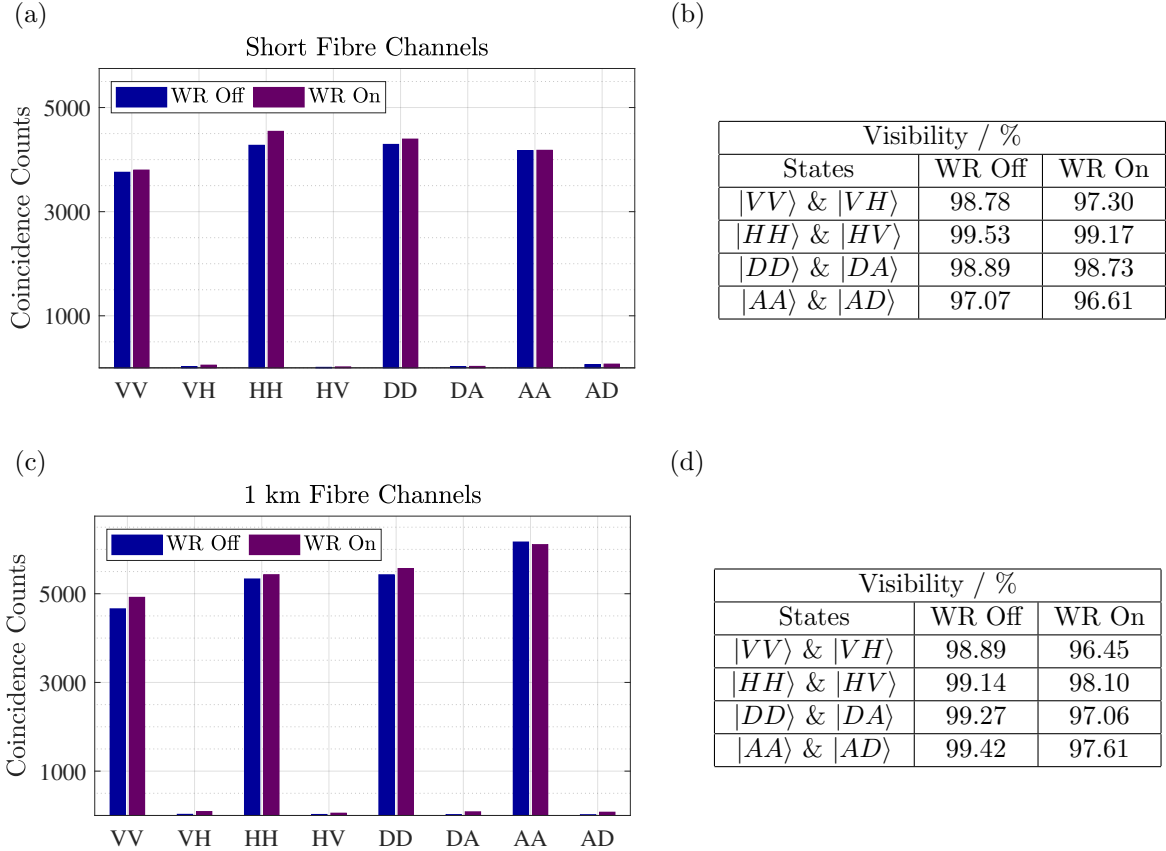 (a)
Short Fibre Channels
WR Off WR On
Coincidence Counts
5000
3000
1000
VV VH HH HV DD DA AA AD
(b)
Visibility / %
States WR Off WR On
|VV⟩ & |VH⟩ 98.78 97.30
|HH⟩ & |HV⟩ 99.53 99.17
|DD⟩ & |DA⟩ 98.89 98.73
|AA⟩ & |AD⟩ 97.07 96.61
(c)
1 km Fibre Channels
WR Off WR On
Coincidence Counts
5000
3000
1000
VV VH HH HV DD DA AA AD
(d)
Visibility / %
States WR Off WR On
|VV⟩ & |VH⟩ 98.89 96.45
|HH⟩ & |HV⟩ 99.14 98.10
|DD⟩ & |DA⟩ 99.27 97.06
|AA⟩ & |AD⟩ 99.42 97.61